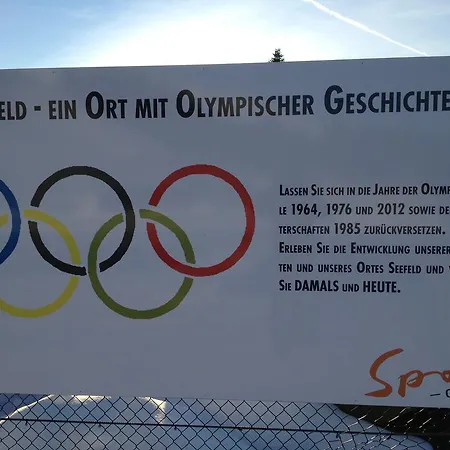 ELD - EIN ORT MIT OLYMPISCHER GESCHICHTE
LASSEN SIE SICH IN DIE JAHRE DER OLYMP
LE 1964, 1976 UND 2012 SOWIE DE
TERSCHAFTEN 1985 ZURÜCKVERSETZEN.
ERLEBEN SIE DIE ENTWICKLUNG UNSERER
TEN UND UNSERES ORTES SEEFELD UND
SIE DAMALS UND HEUTE.